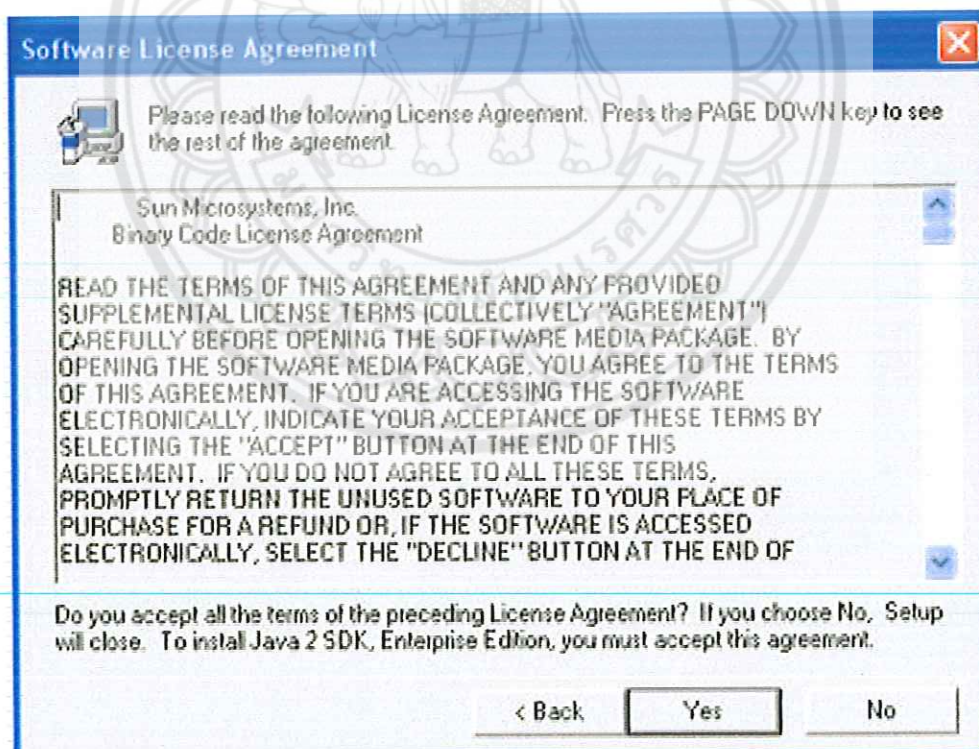 Software License Agreement
Please read the following License Agreement. Press the PAGE DOWN key to see
the rest of the agreement.
Sun Microsystems, Inc.
Binary Code License Agreement
READ THE TERMS OF THIS AGREEMENT AND ANY PROVIDED
SUPPLEMENTAL LICENSE TERMS (COLLECTIVELY "AGREEMENT")
CAREFULLY BEFORE OPENING THE SOFTWARE MEDIA PACKAGE. BY
OPENING THE SOFTWARE MEDIA PACKAGE, YOU AGREE TO THE TERMS
OF THIS AGREEMENT. IF YOU ARE ACCESSING THE SOFTWARE
ELECTRONICALLY, INDICATE YOUR ACCEPTANCE OF THESE TERMS BY
SELECTING THE "ACCEPT" BUTTON AT THE END OF THIS
AGREEMENT. IF YOU DO NOT AGREE TO ALL THESE TERMS,
PROMPTLY RETURN THE UNUSED SOFTWARE TO YOUR PLACE OF
PURCHASE FOR A REFUND OR, IF THE SOFTWARE IS ACCESSED
ELECTRONICALLY, SELECT THE "DECLINE" BUTTON AT THE END OF
Do you accept all the terms of the preceding License Agreement? If you choose No, Setup
will close. To install Java 2 SDK, Enterprise Edition, you must accept this agreement.
< Back
Yes
No